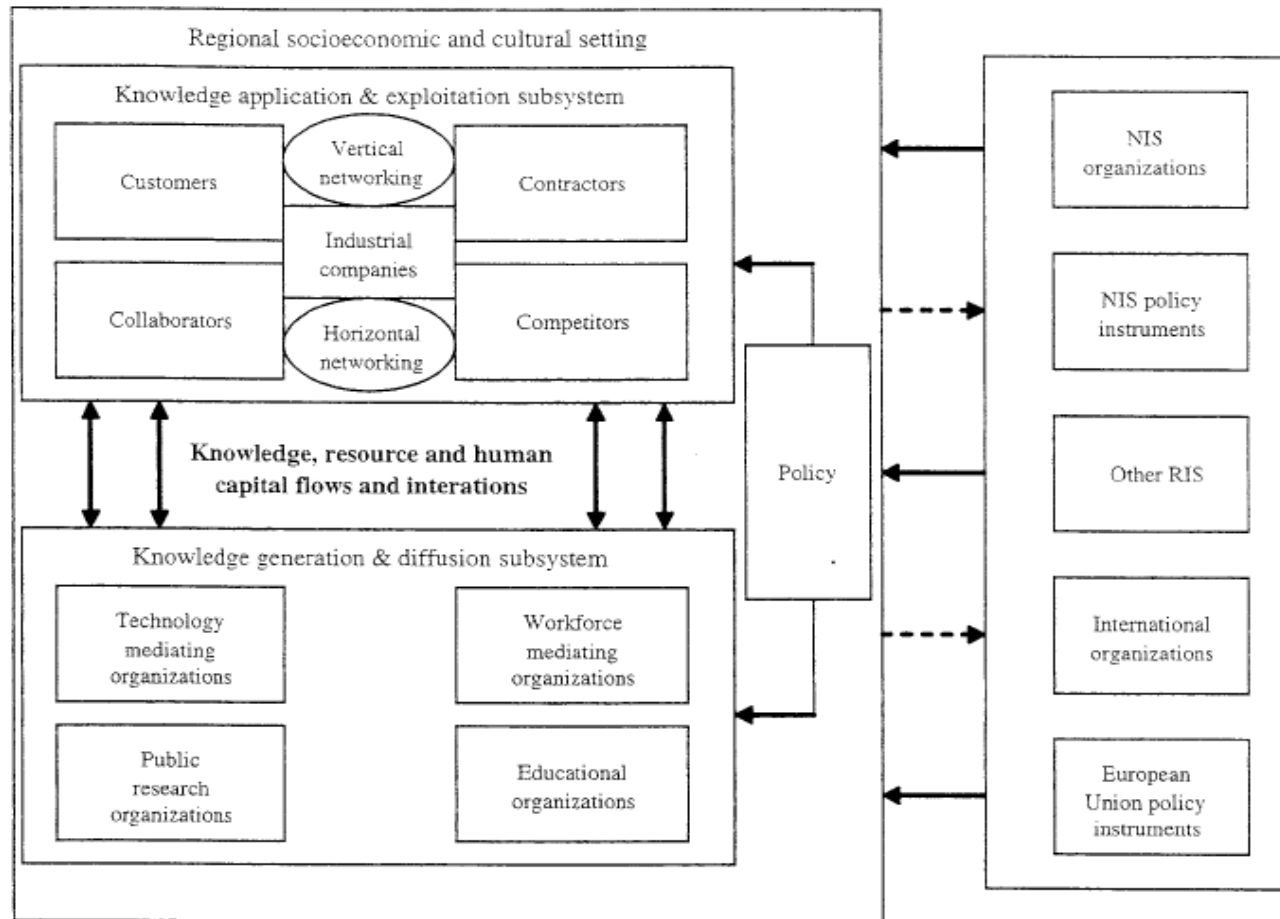 Regional socioeconomic and cultural setting
Knowledge application & exploitation subsystem
Customers
Vertical
networking
Contractors
Industrial
companies
Collaborators
Horizontal
networking
Competitors
Knowledge, resource and human
capital flows and interations
Policy
Knowledge generation & diffusion subsystem
Technology
mediating
organizations
Workforce
mediating
organizations
Public
research
organizations
Educational
organizations
NIS
organizations
NIS policy
instruments
Other RIS
International
organizations
European
Union policy
instruments